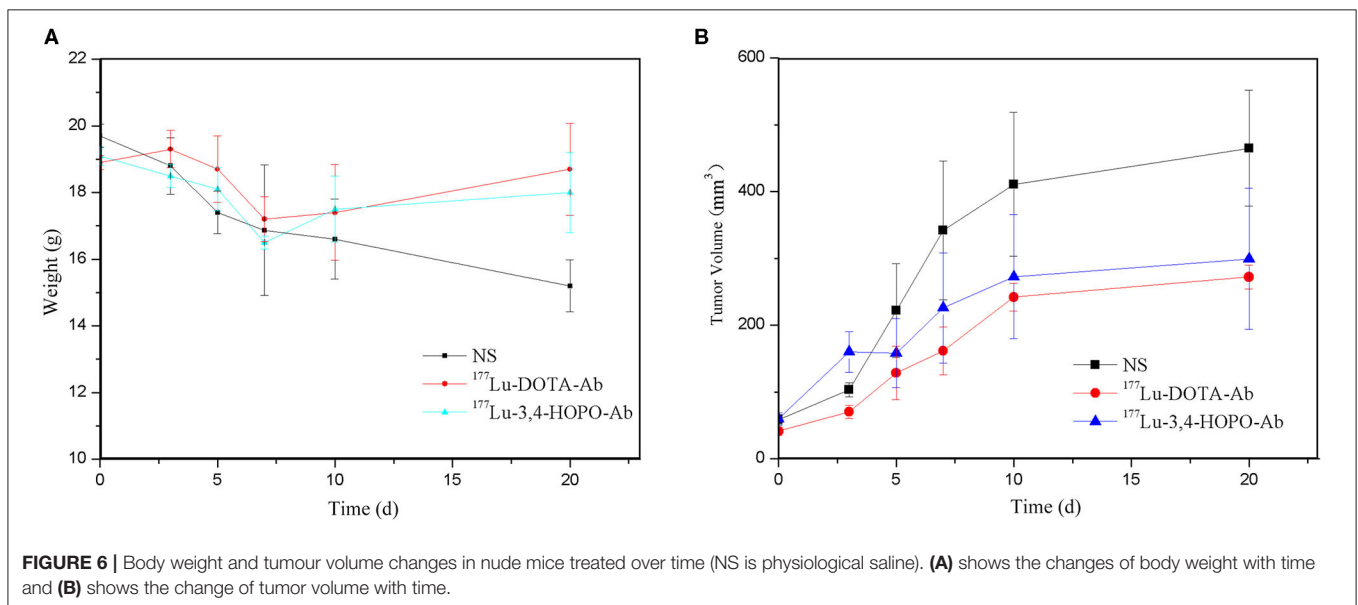 A
22
20
18
16
14
12
10
Weight (g)
0
5
10
15
20
Time (d)
NS
¹⁷⁷Lu-DOTA-Ab
¹⁷⁷Lu-3,4-HOPO-Ab
B
600
400
200
0
Tumor Volume (mm³)
0
5
10
15
20
Time (d)
NS
¹⁷⁷Lu-DOTA-Ab
¹⁷⁷Lu-3,4-HOPO-Ab
FIGURE 6 | Body weight and tumour volume changes in nude mice treated over time (NS is physiological saline). (A) shows the changes of body weight with time
and (B) shows the change of tumor volume with time.